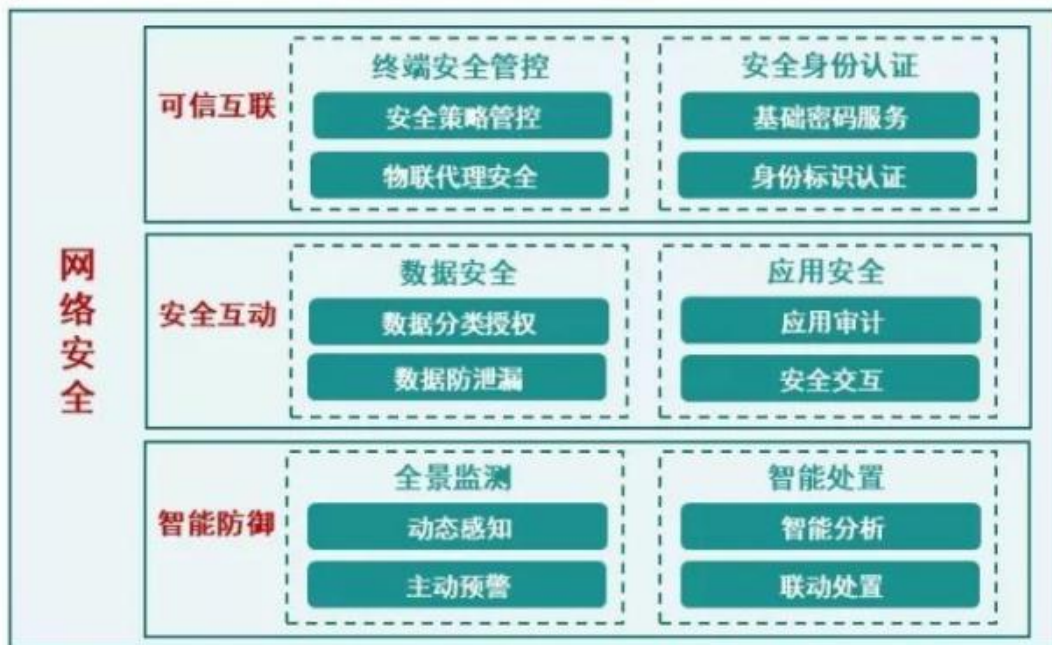 网络安全
可信互联
终端安全管控
安全策略管控
物联代理安全
安全身份认证
基础密码服务
身份标识认证
安全互动
数据安全
数据分类授权
数据防泄漏
应用安全
应用审计
安全交互
智能防御
全景监测
动态感知
主动预警
智能处置
智能分析
联动处置